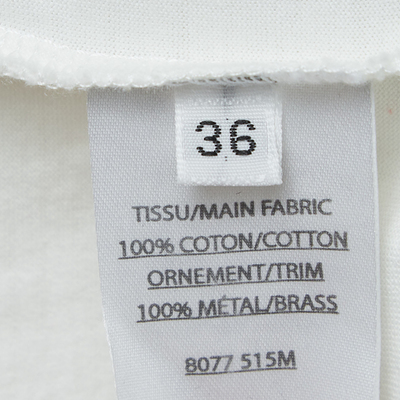 36
TISSU/MAIN FABRIC
100% COTON/COTTON
ORNEMENT/TRIM
100% MÉTAL/BRASS
8077 515M